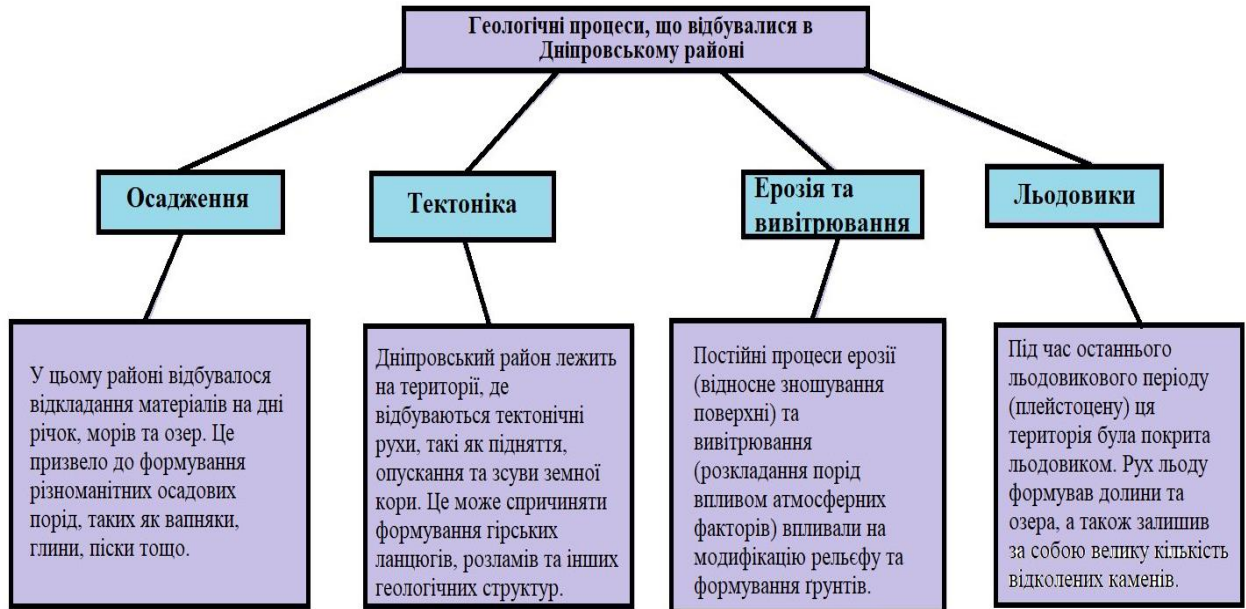 Геологічні процеси, що відбувалися в
Дніпровському районі
Осадження
Тектоніка
Ерозія та
вивітрювання
Льодовики
У цьому районі відбувалося
відкладання матеріалів на дні
річок, морів та озер. Це
призвело до формування
різноманітних осадових
порід, таких як вапняки,
глини, піски тощо.
Дніпровський район лежить
на території, де
відбуваються тектонічні
рухи, такі як підняття,
опускання та зсуви земної
кори. Це може спричиняти
формування гірських
ланцюгів, розламів та інших
геологічних структур.
Постійні процеси ерозії
(відносне зношування
поверхні) та
вивітрювання
(розкладання порід
впливом атмосферних
факторів) впливали на
модифікацію рельєфу та
формування ґрунтів.
Під час останнього
льодовикового періоду
(плейстоцену) ця
територія була покрита
льодовиком. Рух льоду
формував долини та
озера, а також залишив
за собою велику кількість
відколених каменів.